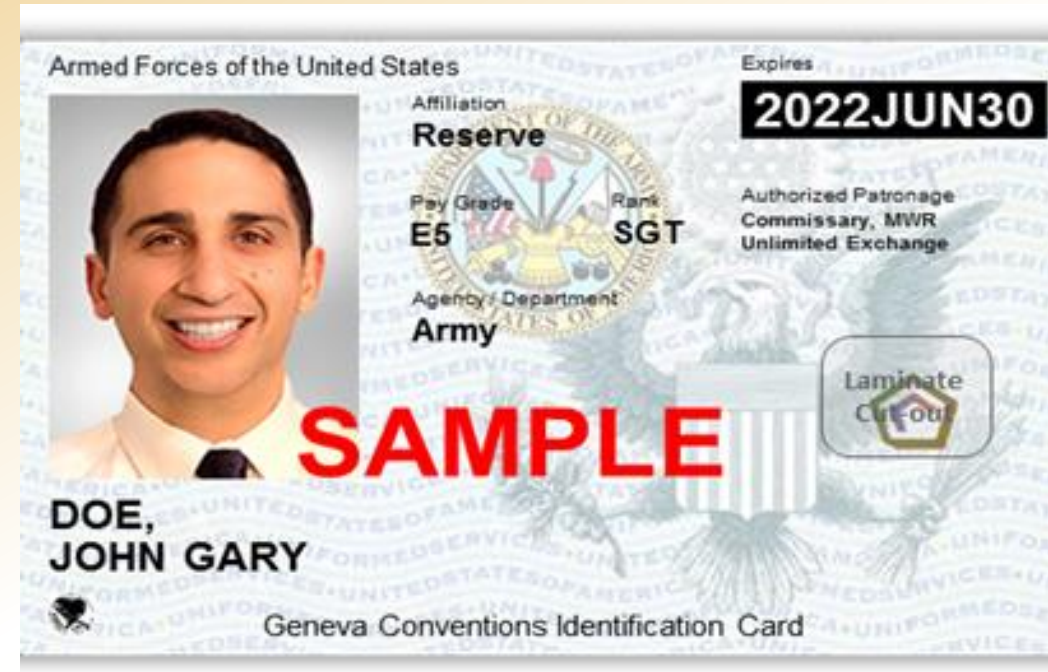 Armed Forces of the United States
Expires
2022JUN30
Affiliation
Reserve
Pay Grade
Rank
E5
SGT
Authorized Patronage
Commissary, MWR
Unlimited Exchange
Agency / Department
Army
Laminate
Cut-out
SAMPLE
DOE,
JOHN GARY
Geneva Conventions Identification Card